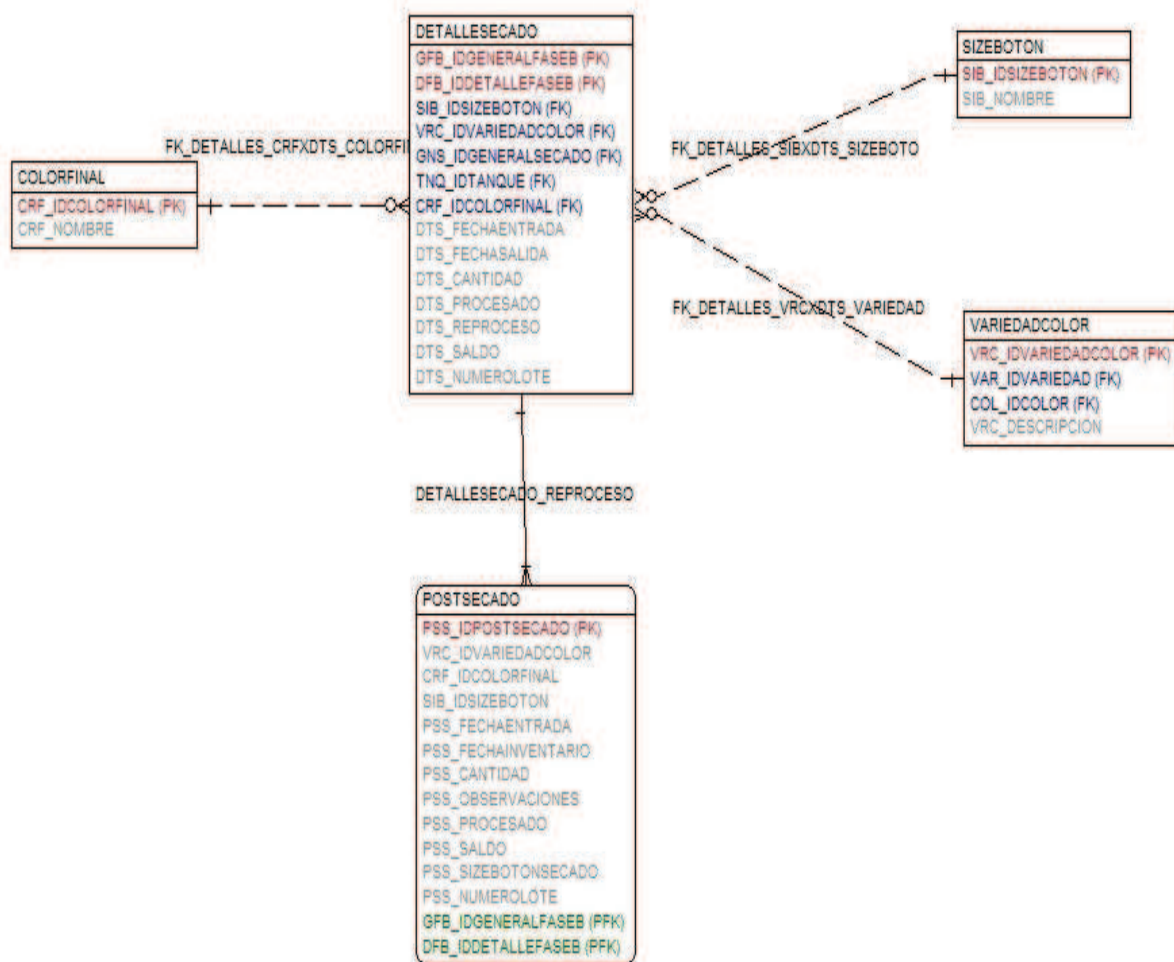 DETALLESECADO
GFB_IDGENERALFASEB (PK)
DFB_IDDETALLEFASEB (PK)
SIB_IDSIZEBOTON (FK)
VRC_IDVARIEDADCOLOR (FK)
GNS_IDGENERALSECADO (FK)
TNQ_IDTANQUE (FK)
CRF_IDCOLORFINAL (FK)
DTS_FECHAENTRADA
DTS_FECHASALIDA
DTS_CANTIDAD
DTS_PROCESADO
DTS_REPROCESO
DTS_SALDO
DTS_NUMEROLOTE
SIZEBOTON
SIB_IDSIZEBOTON (PK)
SIB_NOMBRE
FK_DETALLES_CRFXDTS_COLORFI
FK_DETALLES_SIBXDTS_SIZEBOTO
COLORFINAL
CRF_IDCOLORFINAL (PK)
CRF_NOMBRE
FK_DETALLES_VRCXDTS_VARIEDAD
VARIEDADCOLOR
VRC_IDVARIEDADCOLOR (PK)
VAR_IDVARIEDAD (FK)
COL_IDCOLOR (FK)
VRC_DESCRIPCION
DETALLESECADO_REPROCESO
POSTSECADO
PSS_IDPOSTSECADO (PK)
VRC_IDVARIEDADCOLOR
CRF_IDCOLORFINAL
SIB_IDSIZEBOTON
PSS_FECHAENTRADA
PSS_FECHAINVENTARIO
PSS_CANTIDAD
PSS_OBSERVACIONES
PSS_PROCESADO
PSS_SALDO
PSS_SIZEBOTONSECADO
PSS_NUMEROLOTE
GFB_IDGENERALFASEB (PFK)
DFB_IDDETALLEFASEB (PFK)